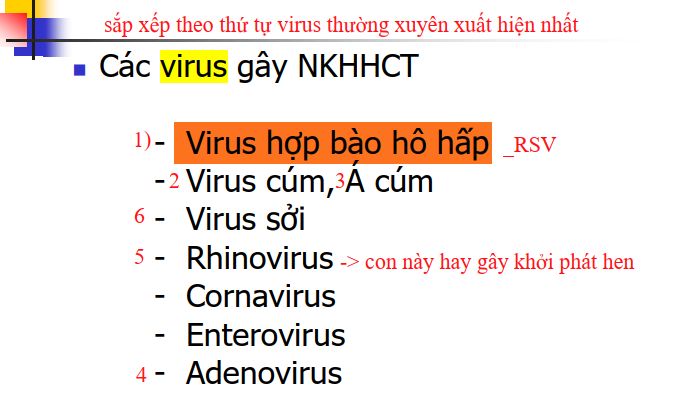 sắp xếp theo thứ tự virus thường xuyên xuất hiện nhất
Các virus gây NKHHCT
1) - Virus hợp bào hô hấp _RSV
- 2 Virus cúm,3Á cúm
6 - Virus sởi
5 - Rhinovirus -> con này hay gây khởi phát hen
- Cornavirus
- Enterovirus
4 - Adenovirus